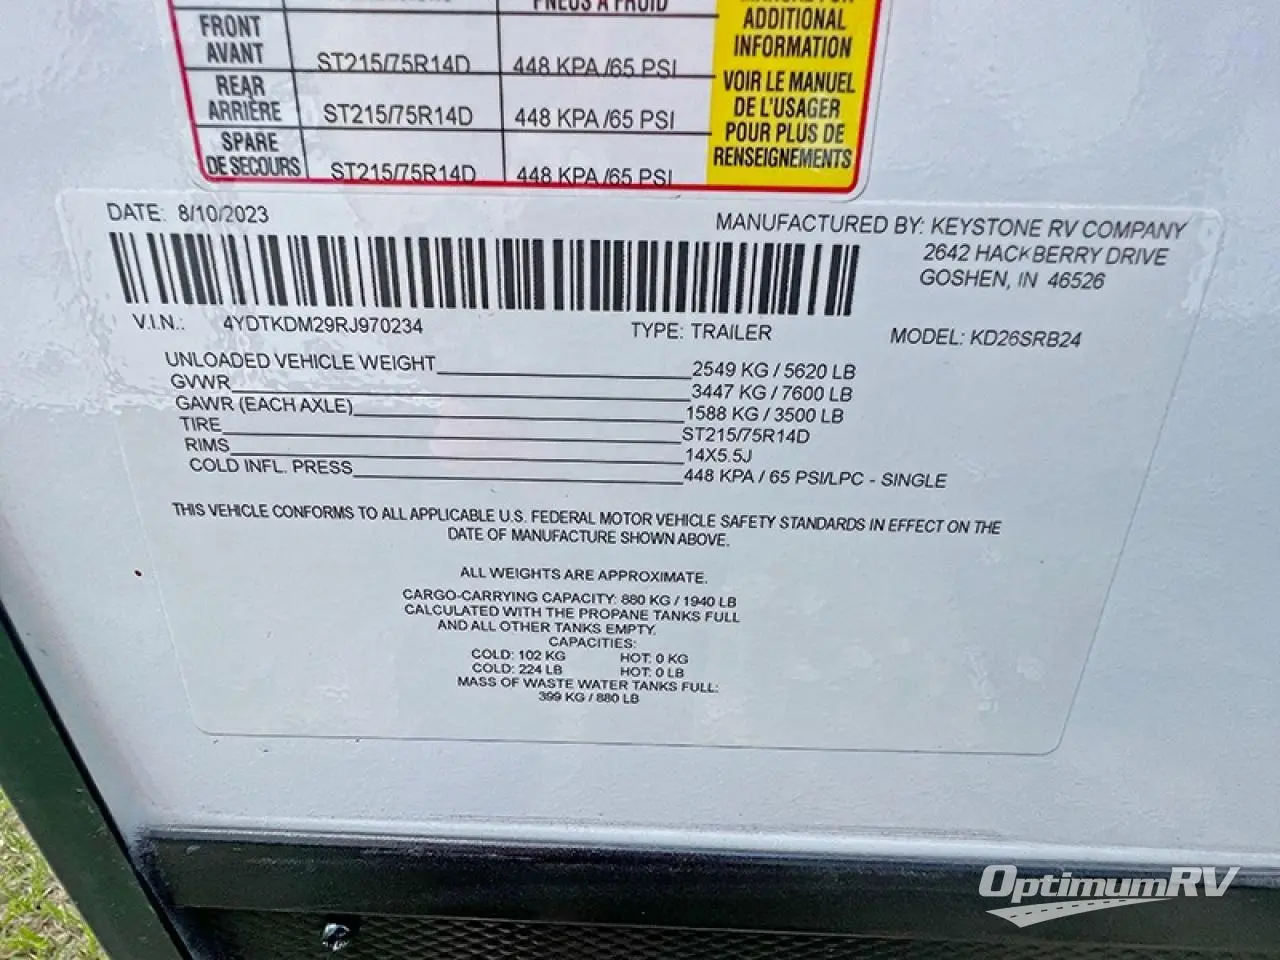 PNEUS À FROID
FRONT
AVANT
ST215/75R14D
448 KPA /65 PSI
REAR
ARRIÈRE
ST215/75R14D
448 KPA /65 PSI
SPARE
DE SECOURS
ST215/75R14D
448 KPA /65 PSI
MANUAL FOR
ADDITIONAL
INFORMATION
VOIR LE MANUEL
DE L'USAGER
POUR PLUS DE
RENSEIGNEMENTS
DATE: 8/10/2023
MANUFACTURED BY: KEYSTONE RV COMPANY
2642 HACKBERRY DRIVE
GOSHEN, IN 46526
V.I.N.: 4YDTKDM29RJ970234
TYPE: TRAILER
MODEL: KD26SRB24
UNLOADED VEHICLE WEIGHT 2549 KG / 5620 LB
GVWR 3447 KG / 7600 LB
GAWR (EACH AXLE) 1588 KG / 3500 LB
TIRE ST215/75R14D
RIMS 14X5.5J
COLD INFL. PRESS 448 KPA / 65 PSI/LPC - SINGLE
THIS VEHICLE CONFORMS TO ALL APPLICABLE U.S. FEDERAL MOTOR VEHICLE SAFETY STANDARDS IN EFFECT ON THE
DATE OF MANUFACTURE SHOWN ABOVE.
ALL WEIGHTS ARE APPROXIMATE.
CARGO-CARRYING CAPACITY: 880 KG / 1940 LB
CALCULATED WITH THE PROPANE TANKS FULL
AND ALL OTHER TANKS EMPTY.
CAPACITIES:
COLD: 102 KG HOT: 0 KG
COLD: 224 LB HOT: 0 LB
MASS OF WASTE WATER TANKS FULL:
399 KG / 880 LB
OptimumRV